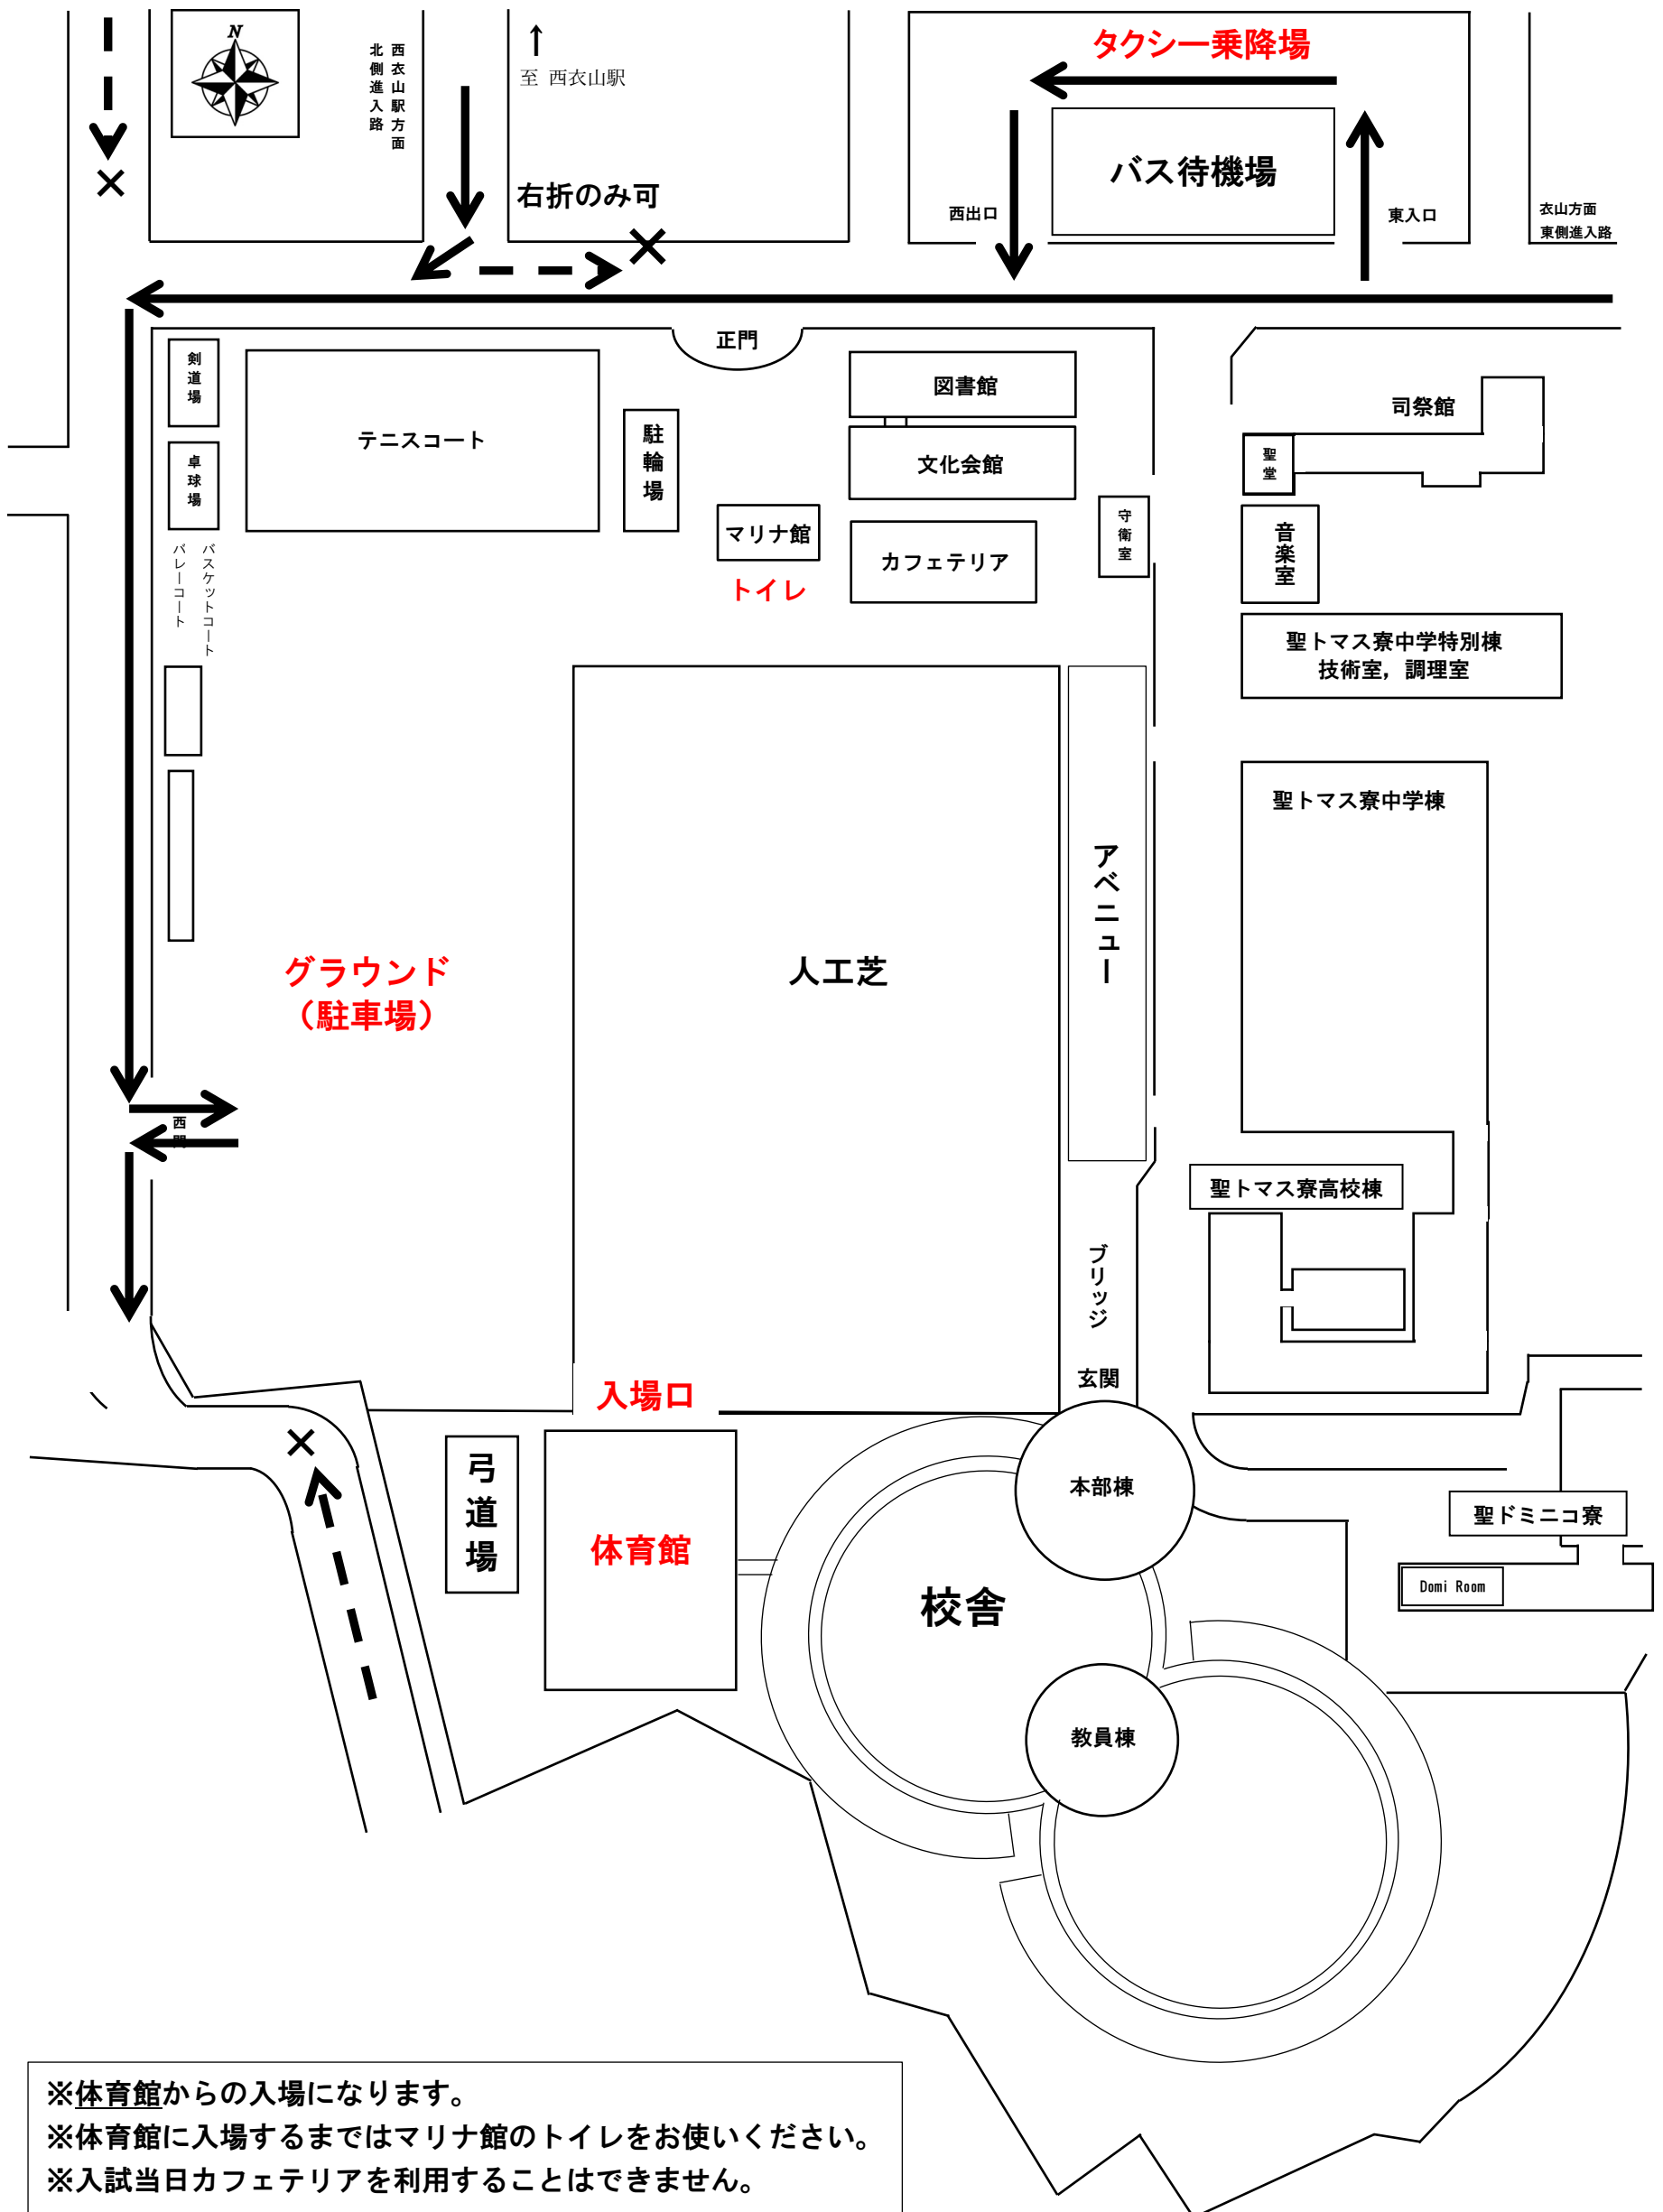 N
西衣山駅方面
北側進入路
↑
至 西衣山駅
右折のみ可
タクシー乗降場
バス待機場
西出口
東入口
衣山方面
東側進入路
正門
剣道場
テニスコート
駐輪場
図書館
文化会館
司祭館
聖堂
卓球場
マリナ館
トイレ
カフェテリア
守衛室
音楽室
バスケットコート
バレーコート
聖トマス寮中学特別棟
技術室，調理室
聖トマス寮中学棟
アベニュー
グラウンド
（駐車場）
人工芝
西門
聖トマス寮高校棟
ブリッジ
玄関
入場口
弓道場
体育館
本部棟
聖ドミニコ寮
Domi Room
校舎
教員棟
※体育館からの入場になります。
※体育館に入場するまではマリナ館のトイレをお使いください。
※入試当日カフェテリアを利用することはできません。